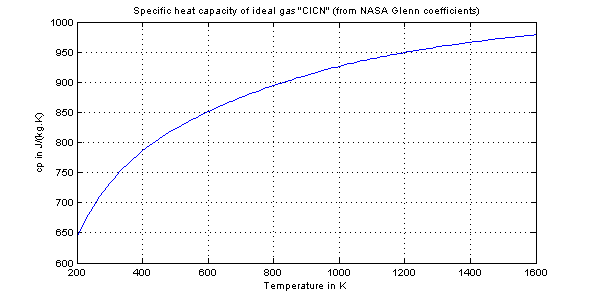 Specific heat capacity of ideal gas "ClCN" (from NASA Glenn coefficients)
1000
950
900
850
800
750
700
650
600
cp in J/(kg.K)
200 400 600 800 1000 1200 1400 1600
Temperature in K